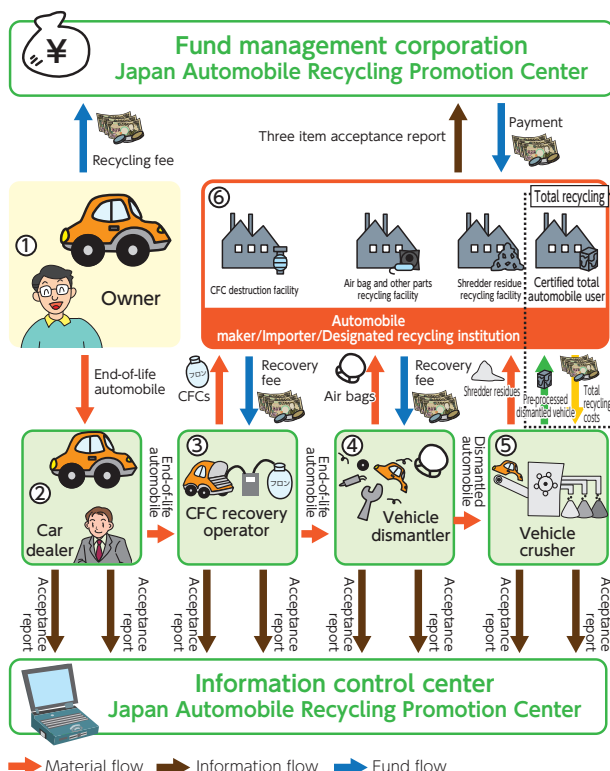 ¥
Fund management corporation
Japan Automobile Recycling Promotion Center
Recycling fee
Three item acceptance report
Payment
①
Owner
⑥
Total recycling
CFC destruction facility
Air bag and other parts
recycling facility
Shredder residue
recycling facility
Certified total
automobile user
Automobile
maker/Importer/Designated recycling institution
End-of-life
automobile
フロン
CFCs
Recovery
fee
Air bags
Recovery
fee
Shredder residues
Pre-processed
dismantled vehicle
Total
recycling
costs
②
Car
dealer
End-of-life
automobile
③
フロン
CFC recovery
operator
End-of-life
automobile
④
Vehicle
dismantler
Dismantled
automobile
⑤
Vehicle
crusher
Acceptance
report
Acceptance
report
Acceptance
report
Acceptance
report
Acceptance
report
Acceptance
report
Acceptance
report
Acceptance
report
Information control center
Japan Automobile Recycling Promotion Center
Material flow
Information flow
Fund flow